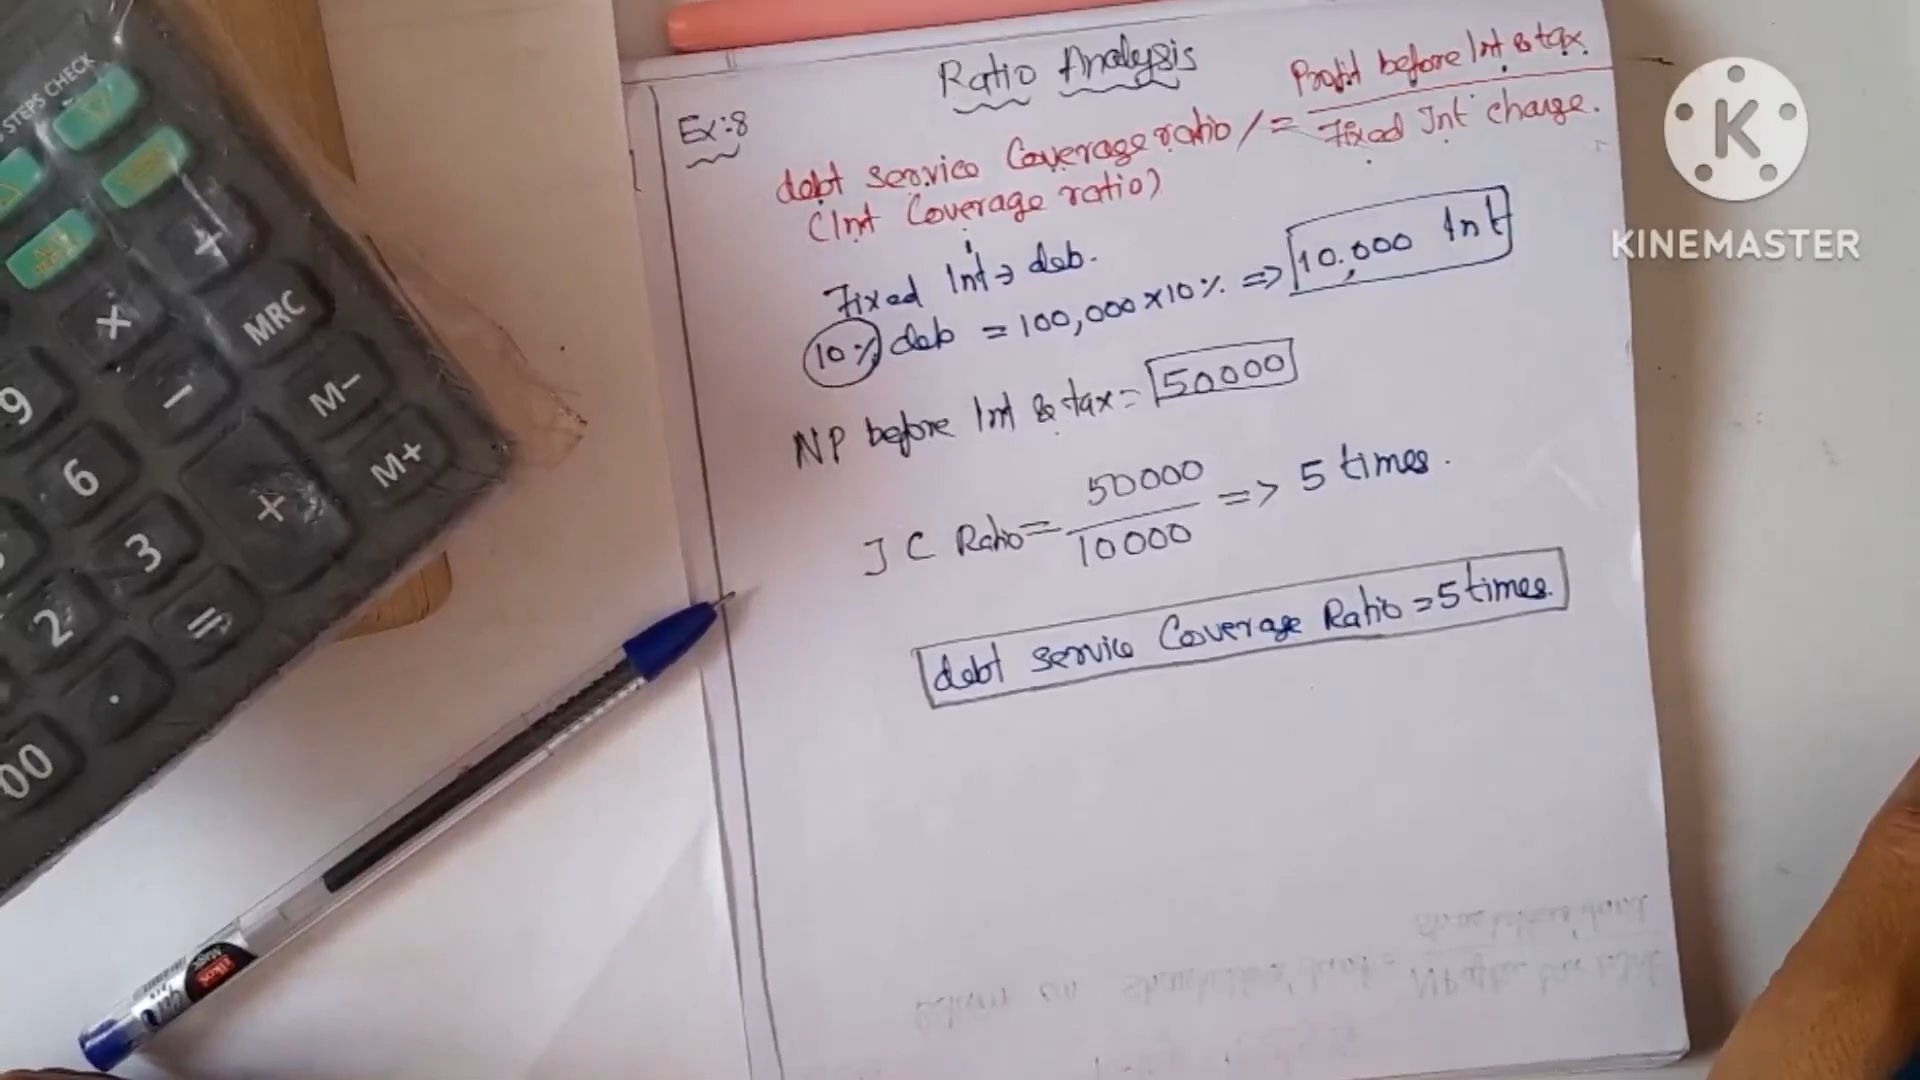 Ratio Analysis
Ex:8
debt service Coverage ratio / = Profit before Int & tax
Fixed Int charge.
(Int Coverage ratio)
Fixed Int → deb.
10% deb = 100,000 x 10% => 10,000 Int
NP before Int & tax = 50000
I C Ratio = 50000
10000 => 5 times.
debt service Coverage Ratio = 5 times.
K
KINEMASTER
STEPS CHECK
MRC
M-
M+
+
x
-
9
6
3
2
=
.
00